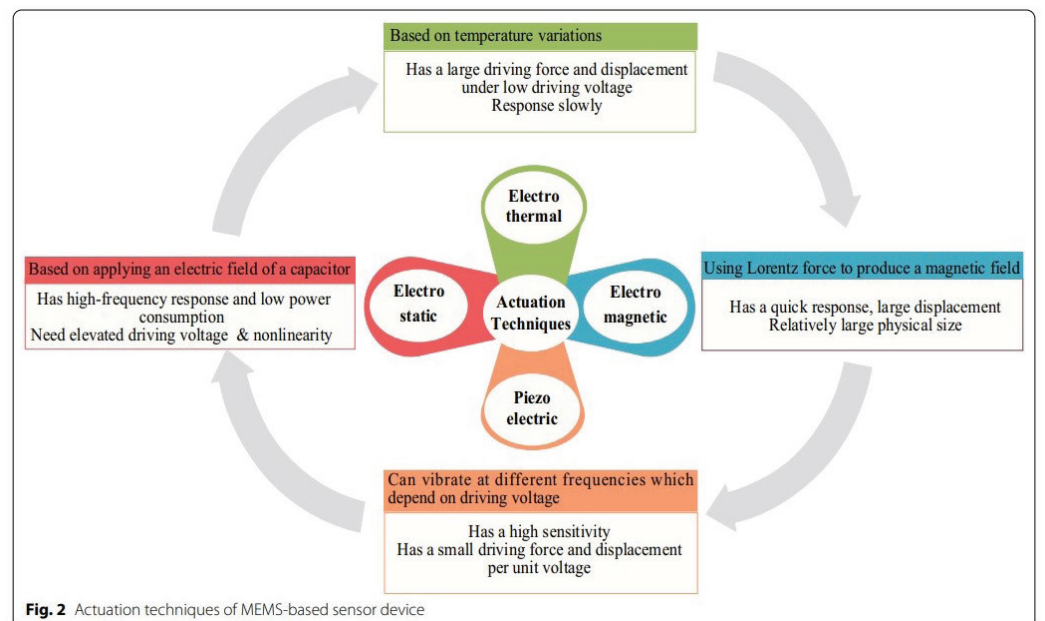 Based on temperature variations
Has a large driving force and displacement
under low driving voltage
Response slowly
Electro
thermal
Based on applying an electric field of a capacitor
Has high-frequency response and low power
consumption
Need elevated driving voltage & nonlinearity
Electro
static
Actuation
Techniques
Electro
magnetic
Using Lorentz force to produce a magnetic field
Has a quick response, large displacement
Relatively large physical size
Piezo
electric
Can vibrate at different frequencies which
depend on driving voltage
Has a high sensitivity
Has a small driving force and displacement
per unit voltage
Fig. 2 Actuation techniques of MEMS-based sensor device